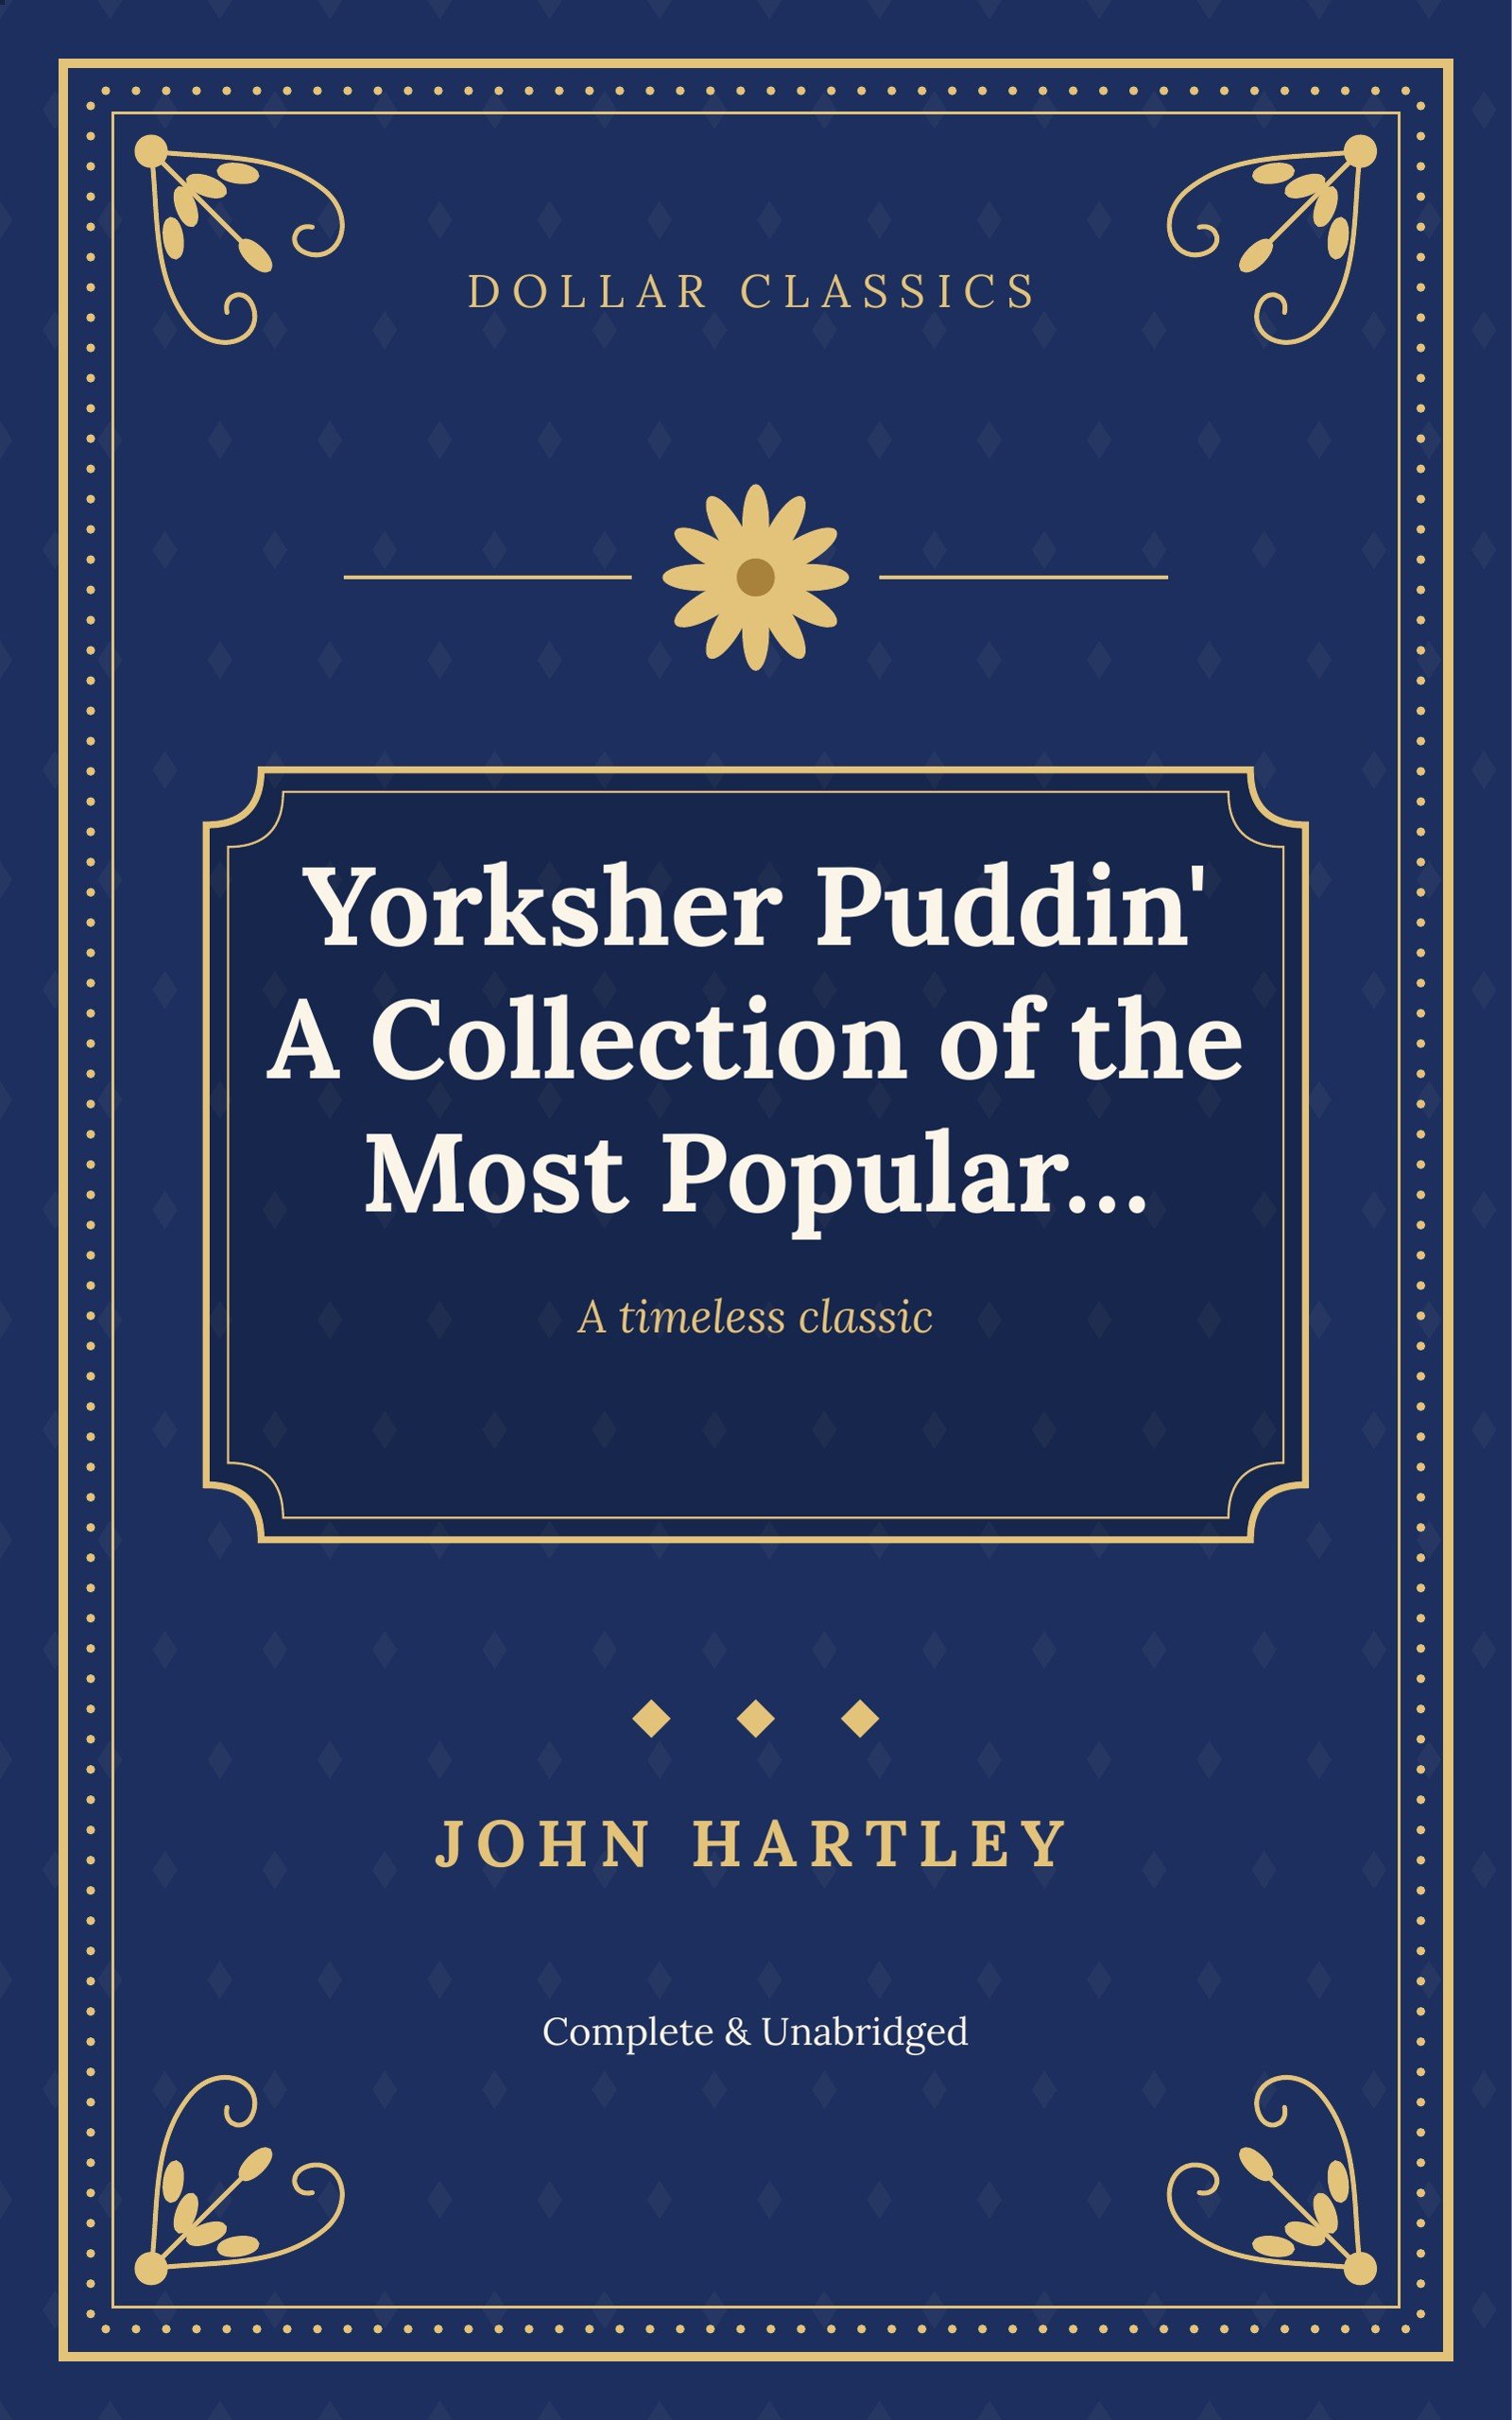 DOLLAR CLASSICS
Yorksher Puddin'
A Collection of the
Most Popular...
A timeless classic
JOHN HARTLEY
Complete & Unabridged